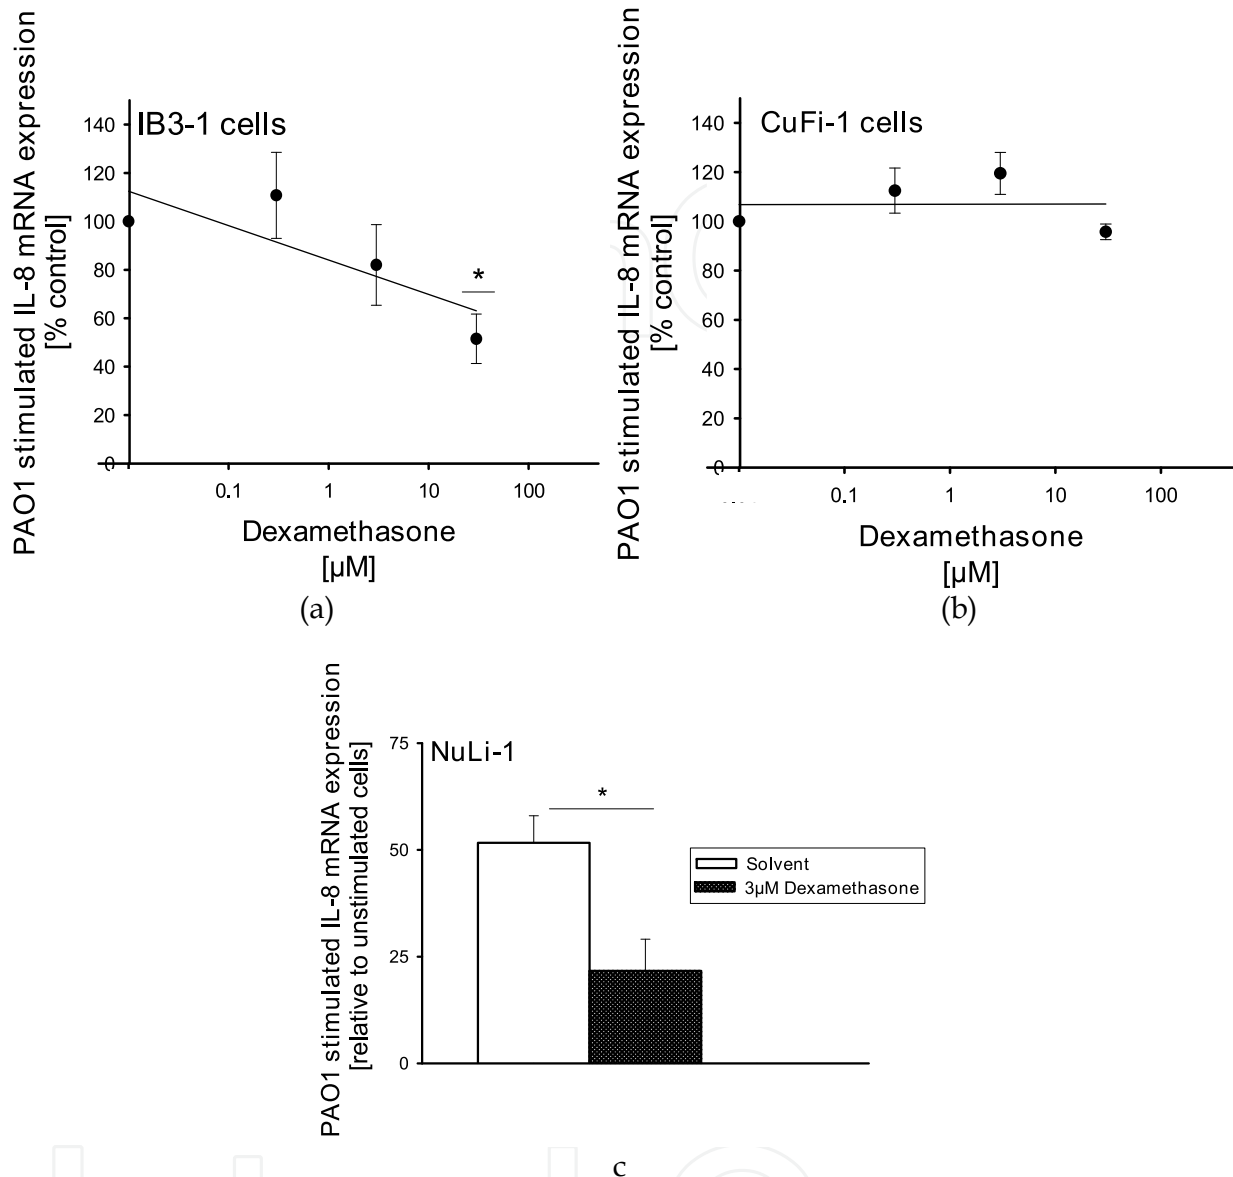 PAO1 stimulated IL-8 mRNA expression
[% control]
IB3-1 cells
140
120
100
80
60
40
20
0
*
0.1
1
10
100
Dexamethasone
[µM]
(a)
PAO1 stimulated IL-8 mRNA expression
[% control]
CuFi-1 cells
140
120
100
80
60
40
20
0
0.1
1
10
100
Dexamethasone
[µM]
(b)
PAO1 stimulated IL-8 mRNA expression
[relative to unstimulated cells]
NuLi-1
75
50
25
0
*
Solvent
3µM Dexamethasone
c